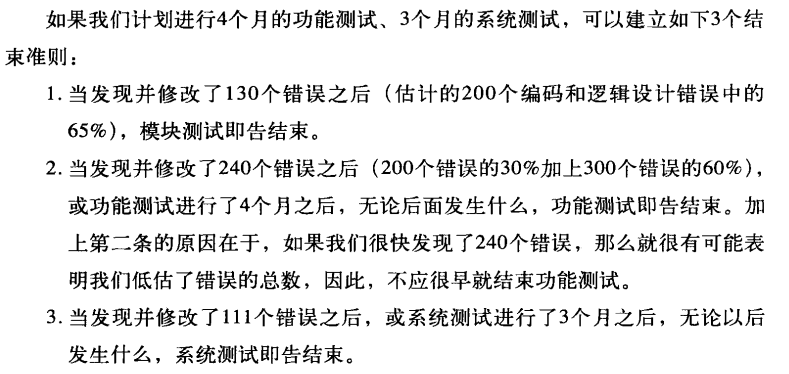 如果我们计划进行4个月的功能测试、3个月的系统测试，可以建立如下3个结
束准则：
1. 当发现并修改了130个错误之后（估计的200个编码和逻辑设计错误中的
65%），模块测试即告结束。
2. 当发现并修改了240个错误之后（200个错误的30%加上300个错误的60%），
或功能测试进行了4个月之后，无论后面发生什么，功能测试即告结束。加
上第二条的原因在于，如果我们很快发现了240个错误，那么就很有可能表
明我们低估了错误的总数，因此，不应很早就结束功能测试。
3. 当发现并修改了111个错误之后，或系统测试进行了3个月之后，无论以后
发生什么，系统测试即告结束。